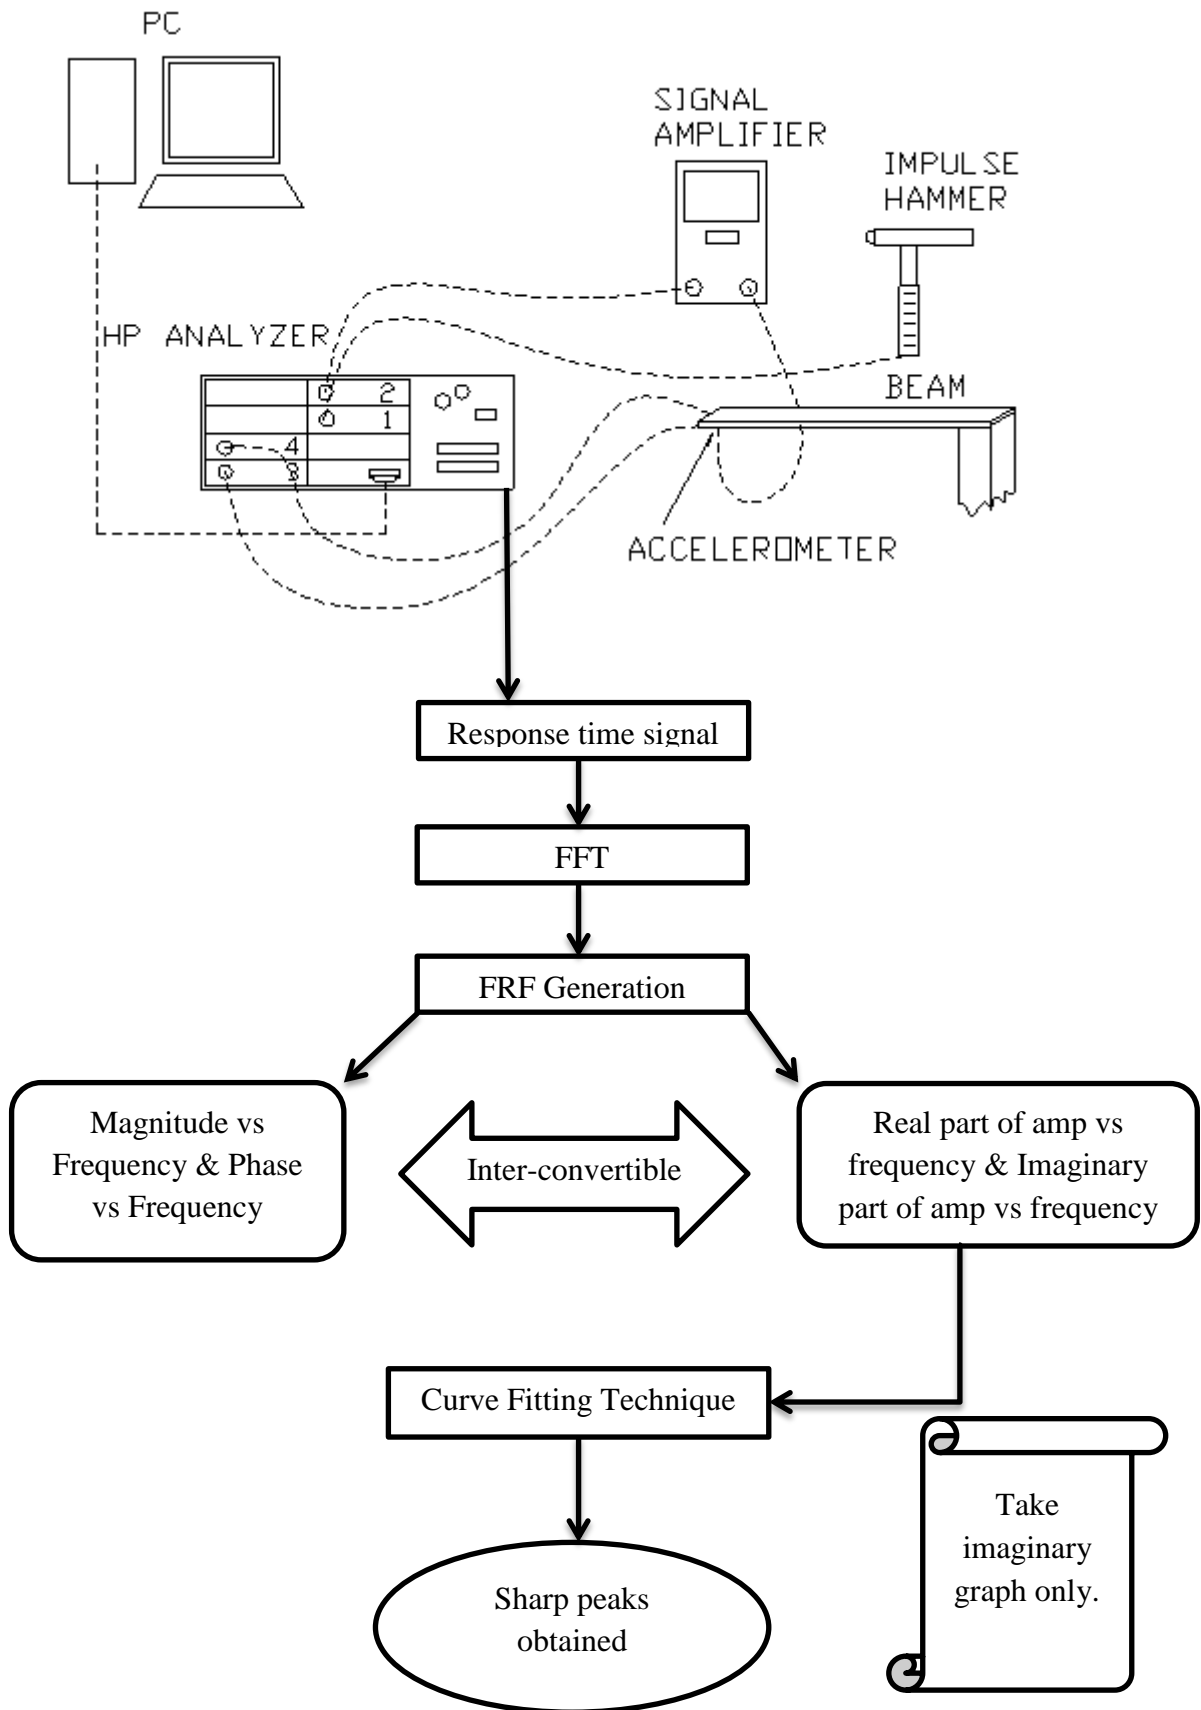 PC
SIGNAL
AMPLIFIER
IMPULSE
HAMMER
HP ANALYZER
BEAM
2
1
4
3
ACCELEROMETER
Response time signal
FFT
FRF Generation
Magnitude vs
Frequency & Phase
vs Frequency
Inter-convertible
Real part of amp vs
frequency & Imaginary
part of amp vs frequency
Curve Fitting Technique
Take
imaginary
graph only.
Sharp peaks
obtained